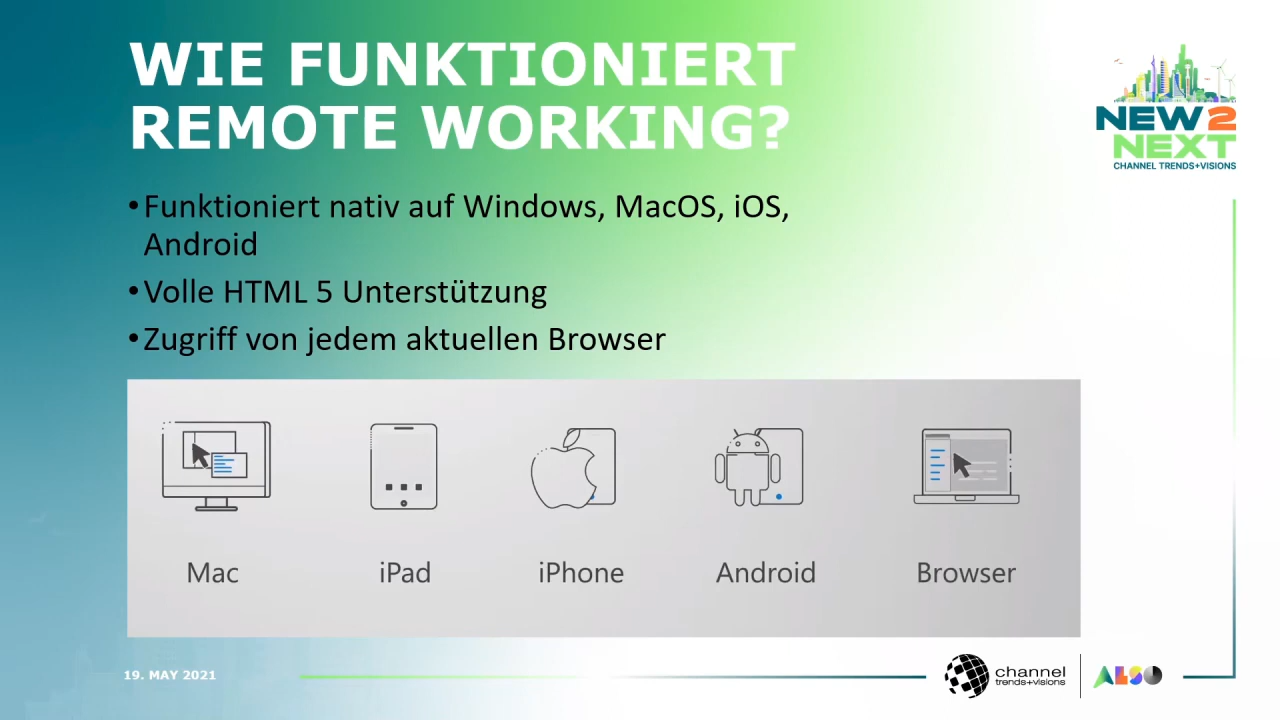 WIE FUNKTIONIERT
REMOTE WORKING?
NEW 2
NEXT
CHANNEL TRENDS+VISIONS
•Funktioniert nativ auf Windows, MacOS, iOS,
Android
•Volle HTML 5 Unterstützung
•Zugriff von jedem aktuellen Browser
Mac
iPad
iPhone
Android
Browser
19. MAY 2021
channel
trends+visions
ALSO